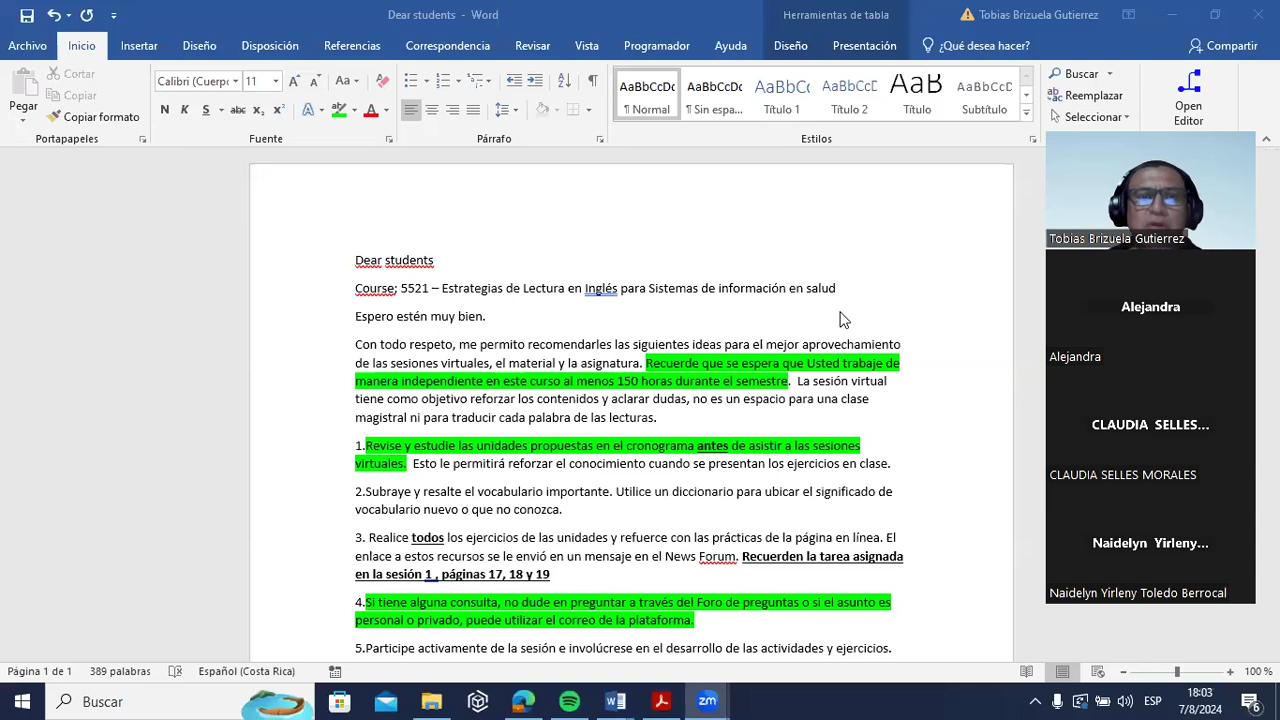 Dear students - Word
Herramientas de tabla
Tobias Brizuela Gutierrez
Archivo Inicio Insertar Diseño Disposición Referencias Correspondencia Revisar Vista Programador Ayuda Diseño Presentación ¿Qué desea hacer? Compartir
Pegar
Cortar
Copiar
Copiar formato
Portapapeles
Calibri (Cuerpo 11
Aa
N K S abc x₂ x²
Fuente
Párrafo
AaBbCcDc AaBbCcDc AaBbCcD AaBbCcD AaB AaBbCcD
¶ Normal ¶ Sin espa... Título 1 Título 2 Título Subtítulo
Estilos
Buscar
Reemplazar
Seleccionar
Open
Editor
Dear students
Course; 5521 – Estrategias de Lectura en Inglés para Sistemas de información en salud
Espero estén muy bien.
Con todo respeto, me permito recomendarles las siguientes ideas para el mejor aprovechamiento
de las sesiones virtuales, el material y la asignatura. Recuerde que se espera que Usted trabaje de
manera independiente en este curso al menos 150 horas durante el semestre. La sesión virtual
tiene como objetivo reforzar los contenidos y aclarar dudas, no es un espacio para una clase
magistral ni para traducir cada palabra de las lecturas.
1.Revise y estudie las unidades propuestas en el cronograma antes de asistir a las sesiones
virtuales. Esto le permitirá reforzar el conocimiento cuando se presentan los ejercicios en clase.
2.Subraye y resalte el vocabulario importante. Utilice un diccionario para ubicar el significado de
vocabulario nuevo o que no conozca.
3. Realice todos los ejercicios de las unidades y refuerce con las prácticas de la página en línea. El
enlace a estos recursos se le envió en un mensaje en el News Forum. Recuerden la tarea asignada
en la sesión 1 , páginas 17, 18 y 19
4.Si tiene alguna consulta, no dude en preguntar a través del Foro de preguntas o si el asunto es
personal o privado, puede utilizar el correo de la plataforma.
5.Participe activamente de la sesión e involúcrese en el desarrollo de las actividades y ejercicios.
Tobias Brizuela Gutierrez
Alejandra
Alejandra
CLAUDIA SELLES...
CLAUDIA SELLES MORALES
Naidelyn Yirleny...
Naidelyn Yirleny Toledo Berrocal
Página 1 de 1 389 palabras Español (Costa Rica) 100 %
Buscar
zm
ESP
18:03
7/8/2024
6